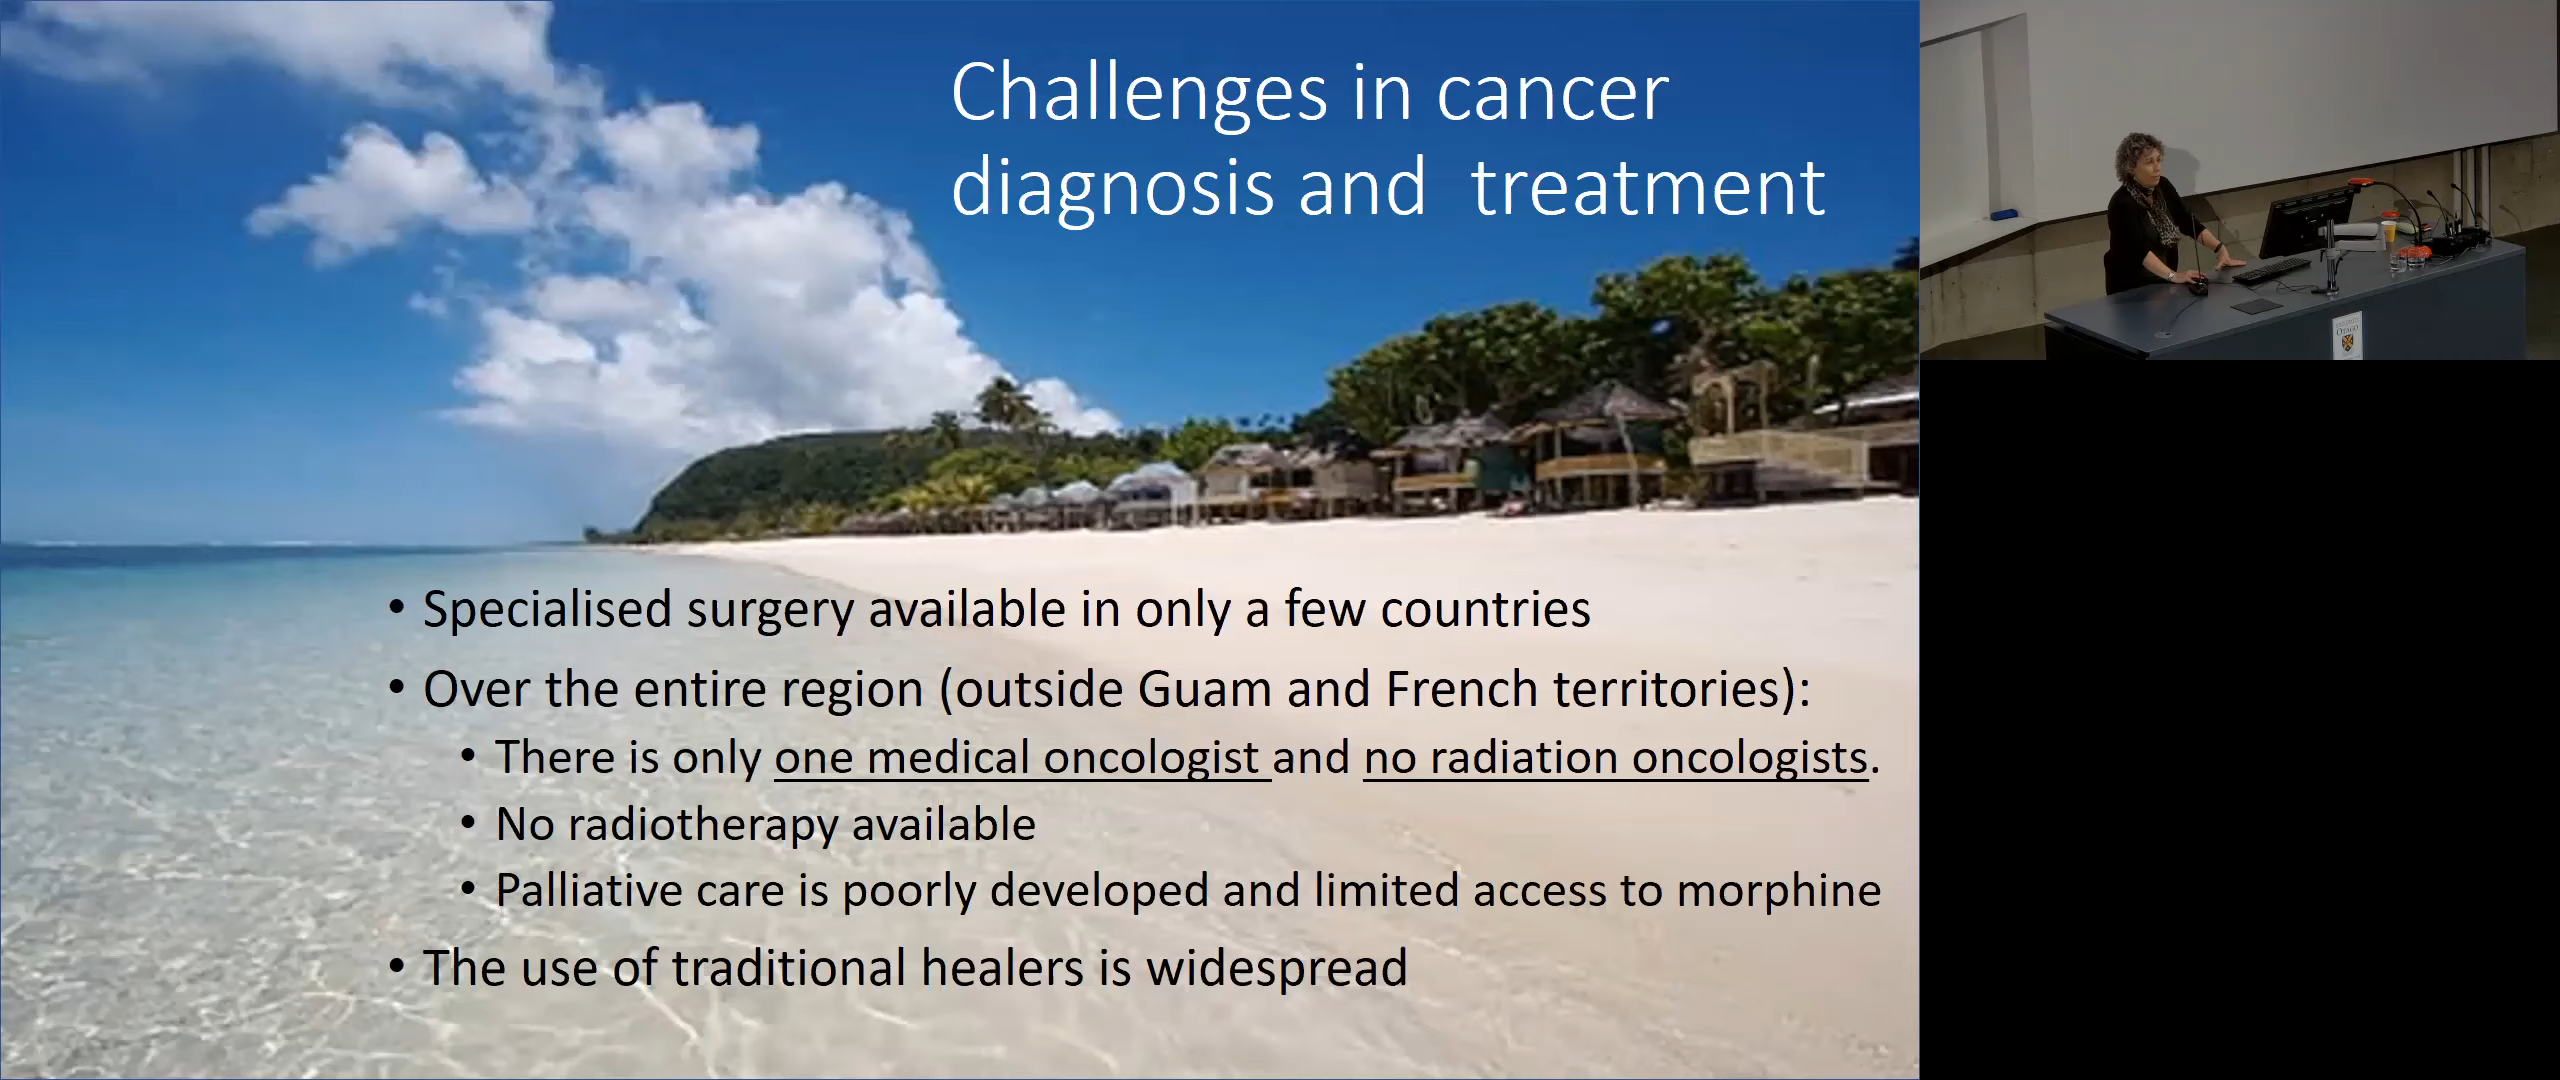 Challenges in cancer
diagnosis and  treatment
• Specialised surgery available in only a few countries
• Over the entire region (outside Guam and French territories):
• There is only one medical oncologist and no radiation oncologists.
• No radiotherapy available
• Palliative care is poorly developed and limited access to morphine
• The use of traditional healers is widespread
OTAGO